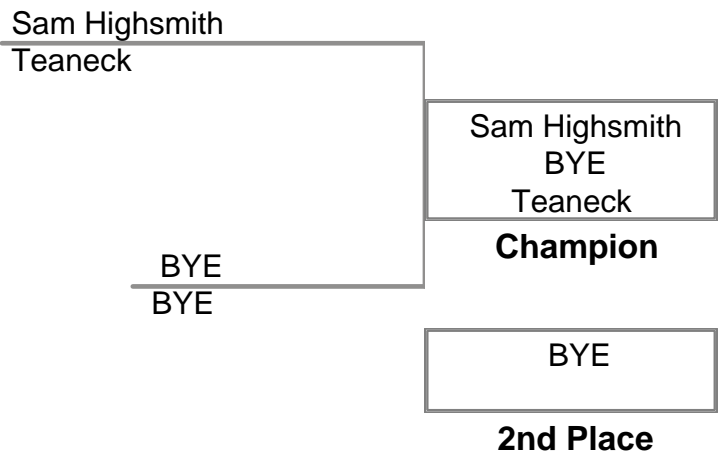 Sam Highsmith
Teaneck
Sam Highsmith
BYE
Teaneck
Champion
BYE
BYE
BYE
2nd Place